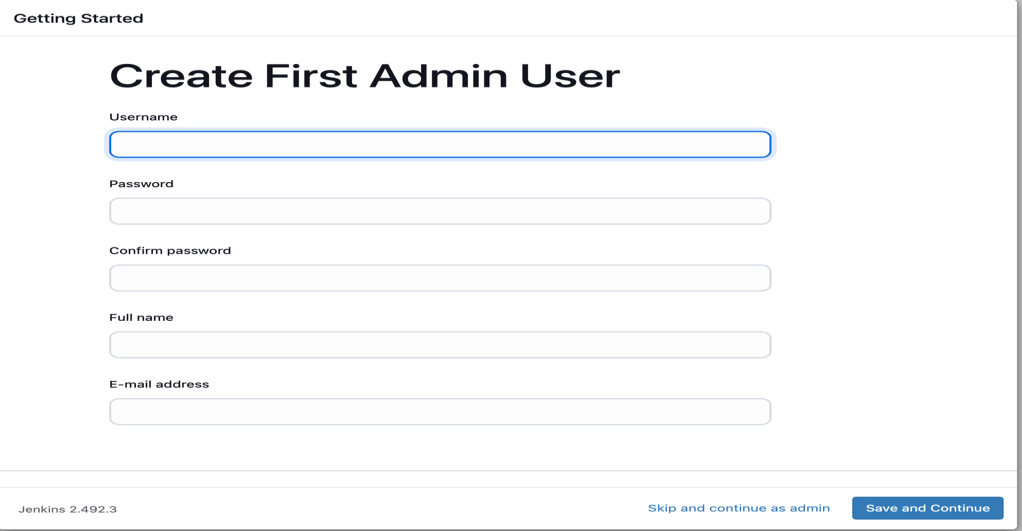 Getting Started
Create First Admin User
Username
Password
Confirm password
Full name
E-mail address
Jenkins 2.492.3
Skip and continue as admin
Save and Continue